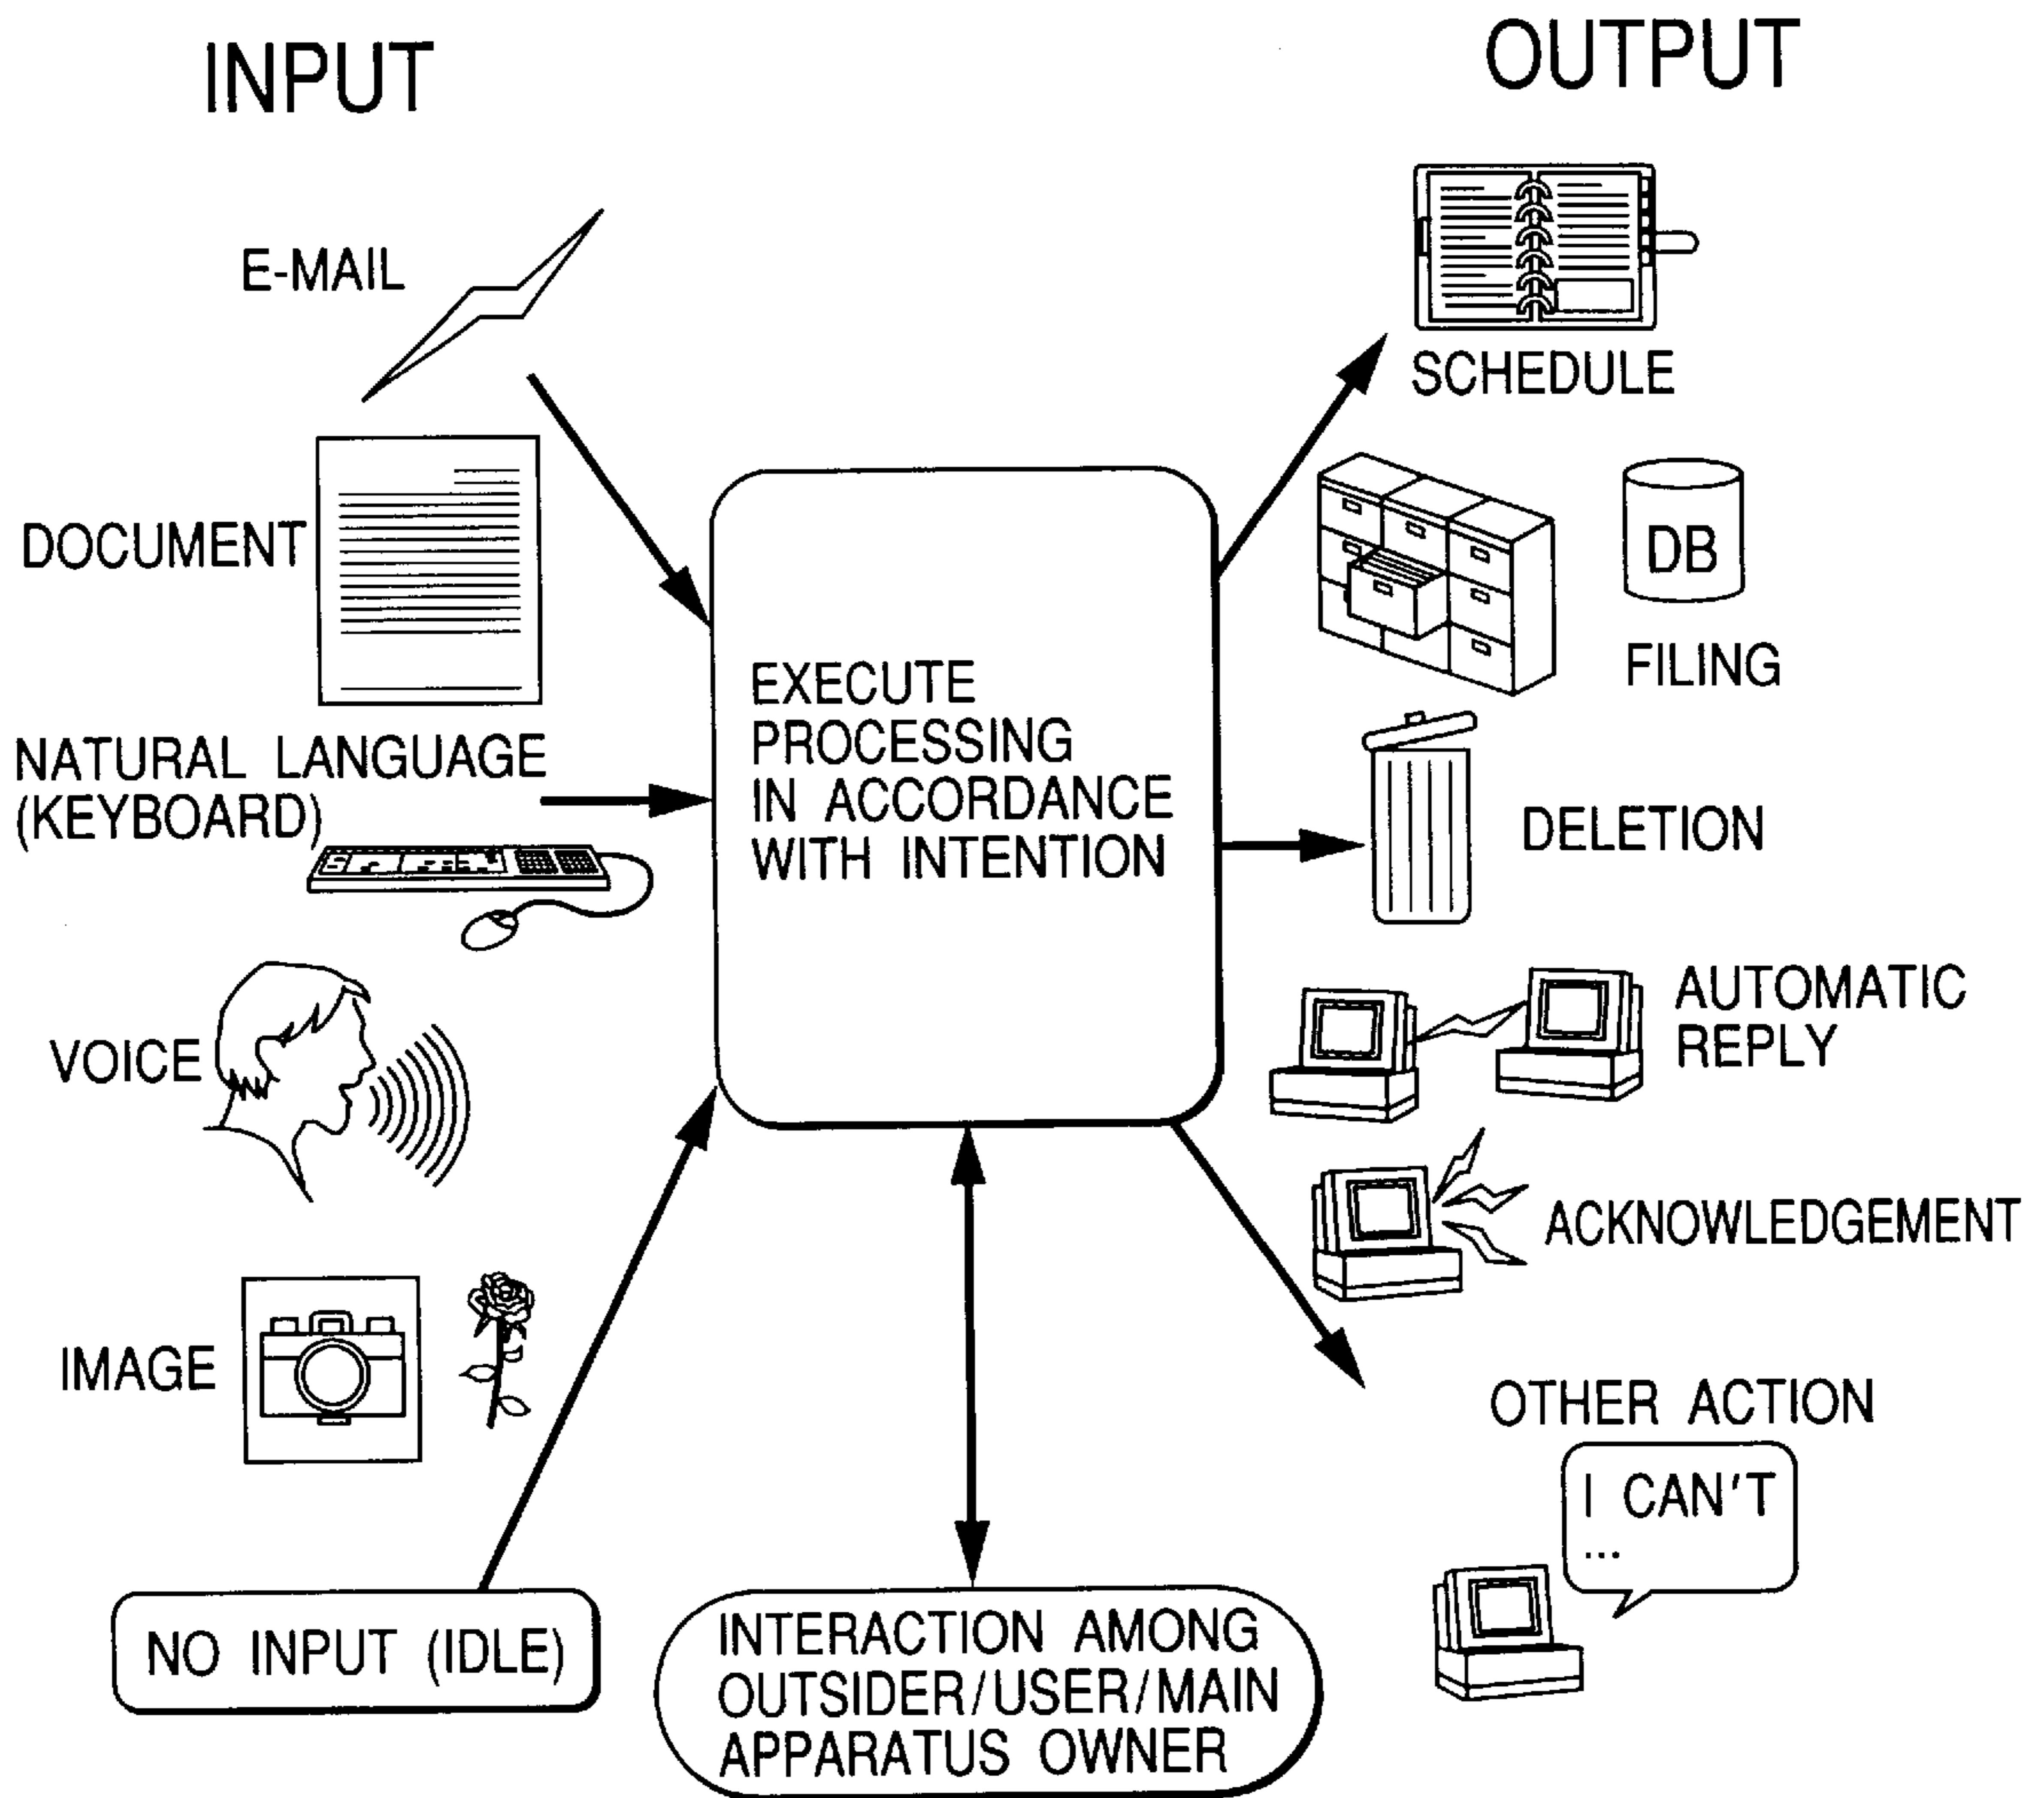 INPUT
OUTPUT
E-MAIL
DOCUMENT
NATURAL LANGUAGE
(KEYBOARD)
VOICE
IMAGE
NO INPUT (IDLE)
EXECUTE
PROCESSING
IN ACCORDANCE
WITH INTENTION
INTERACTION AMONG
OUTSIDER/USER/MAIN
APPARATUS OWNER
SCHEDULE
DB
FILING
DELETION
AUTOMATIC
REPLY
ACKNOWLEDGEMENT
OTHER ACTION
I CAN'T
...